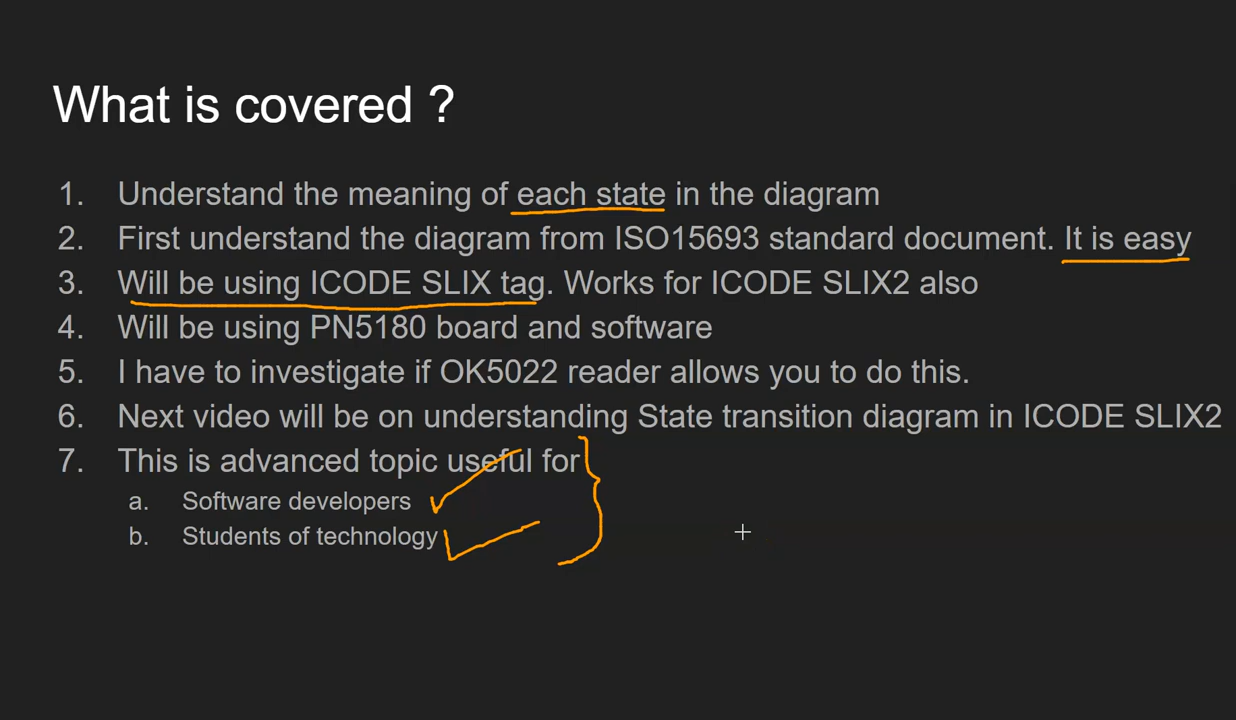 What is covered ?
1. Understand the meaning of each state in the diagram
2. First understand the diagram from ISO15693 standard document. It is easy
3. Will be using ICODE SLIX tag. Works for ICODE SLIX2 also
4. Will be using PN5180 board and software
5. I have to investigate if OK5022 reader allows you to do this.
6. Next video will be on understanding State transition diagram in ICODE SLIX2
7. This is advanced topic useful for
a. Software developers
b. Students of technology